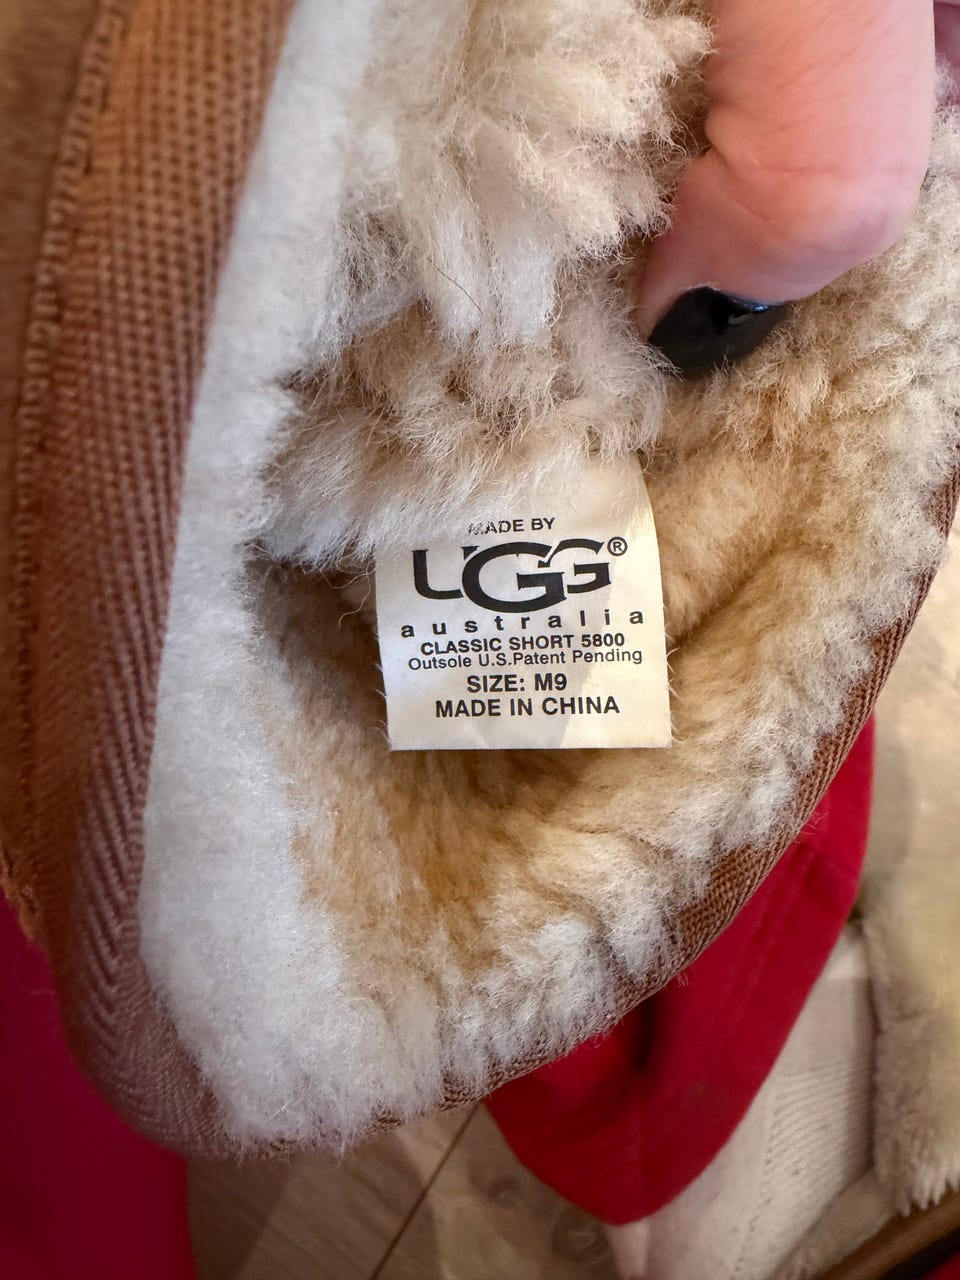 MADE BY
UGG®
australia
CLASSIC SHORT 5800
Outsole U.S.Patent Pending
SIZE: M9
MADE IN CHINA